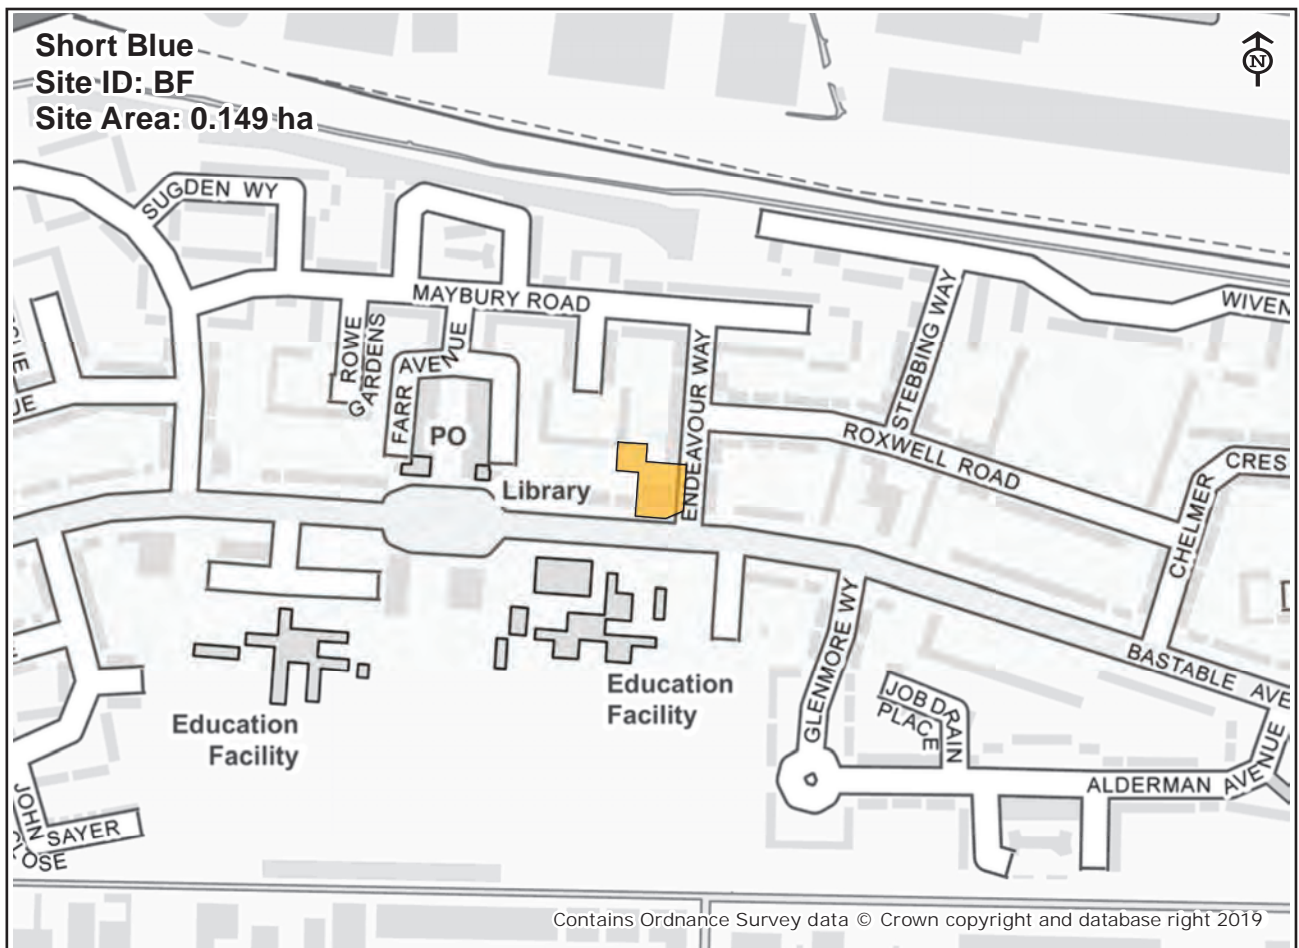 Short Blue
Site ID: BF
Site Area: 0.149 ha
N
SUGDEN WY
MAYBURY ROAD
WIVEN
ROWE
GARDENS
FARR AVENUE
ENDEAVOUR WAY
STEBBING WAY
UE
PO
ROXWELL ROAD
CRES
Library
CHELMER
GLENMORE WY
BASTABLE AVE
Education
Facility
Education
Facility
JOB DRAIN
PLACE
ALDERMAN AVENUE
JOHN
SAYER
CLOSE
Contains Ordnance Survey data © Crown copyright and database right 2019